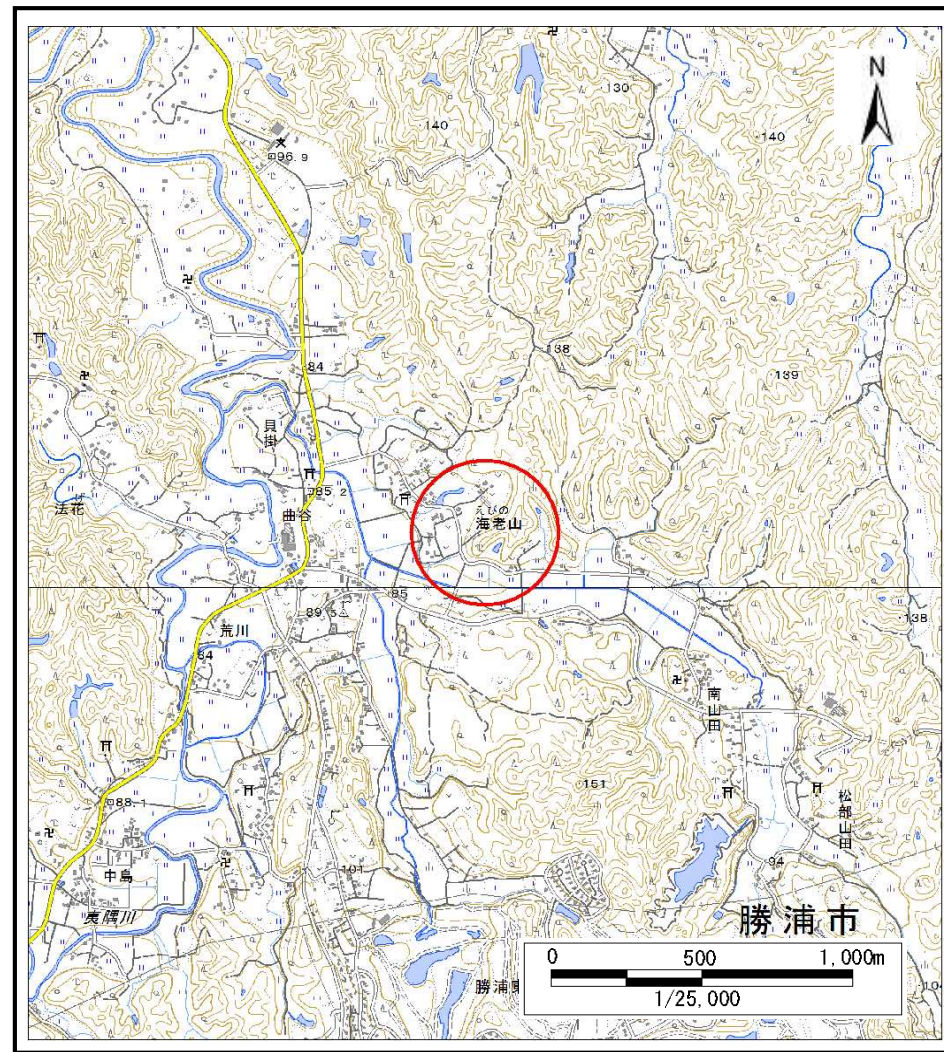 N
130
140
140
96.9
138
139
84
貝掛
85.2
えびの
海老山
法花
曲谷
85
89.5
荒川
84
138
南山田
151
88.1
松部山田
94
中島
101
夷隅川
勝浦市
0 500 1,000m
1/25,000
勝浦